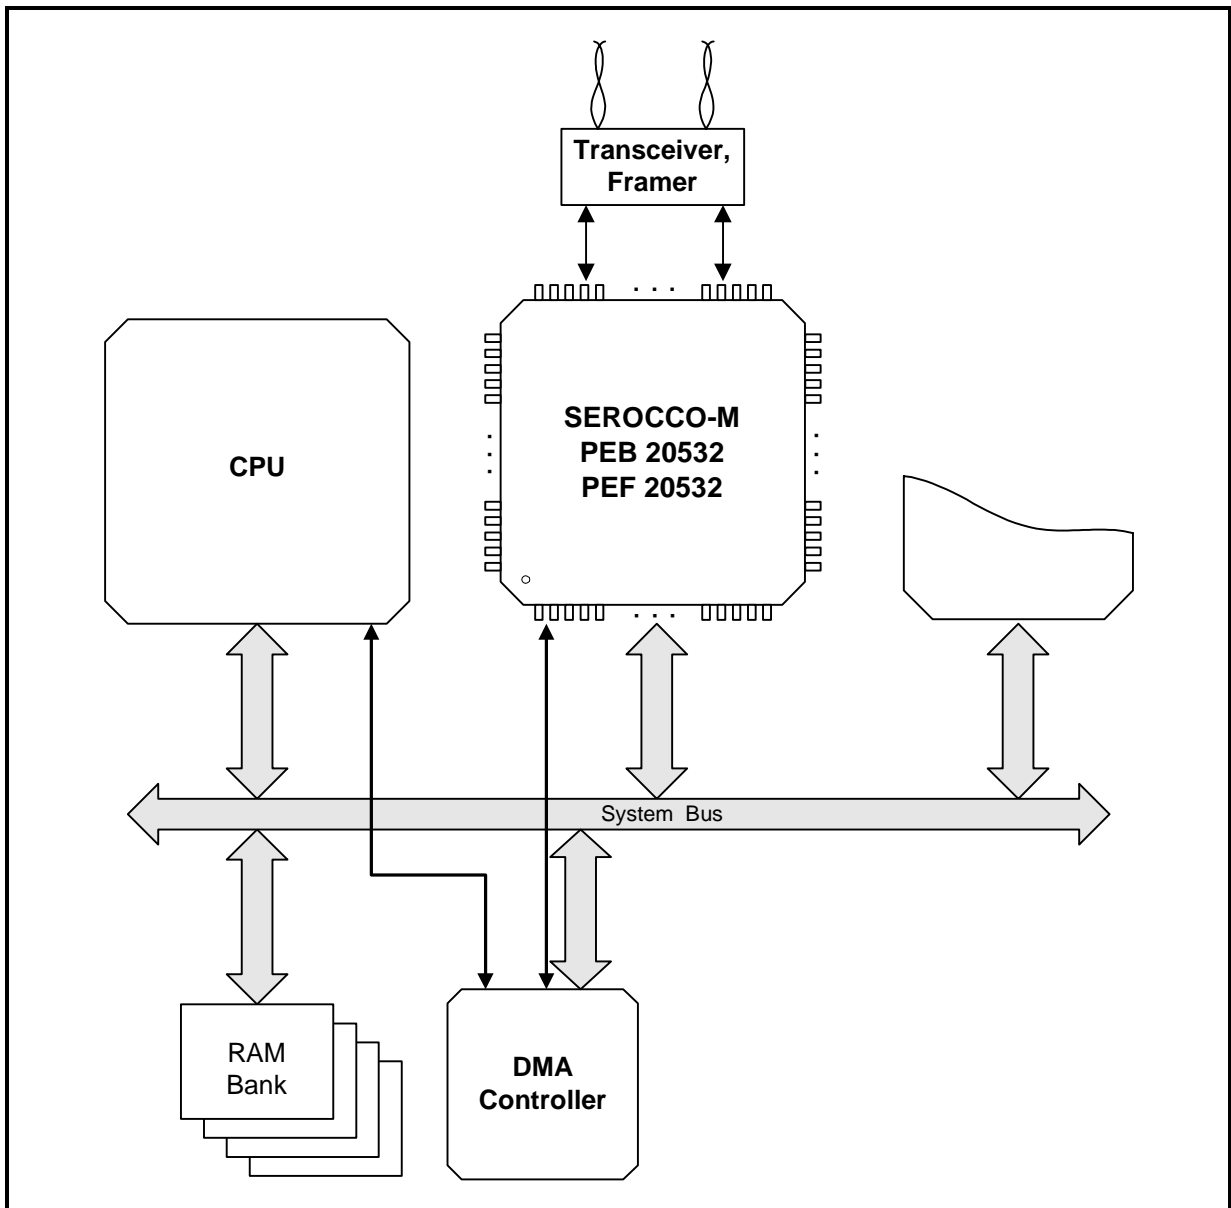 Transceiver,
Framer
SEROCCO-M
PEB 20532
PEF 20532
CPU
System Bus
RAM
Bank
DMA
Controller